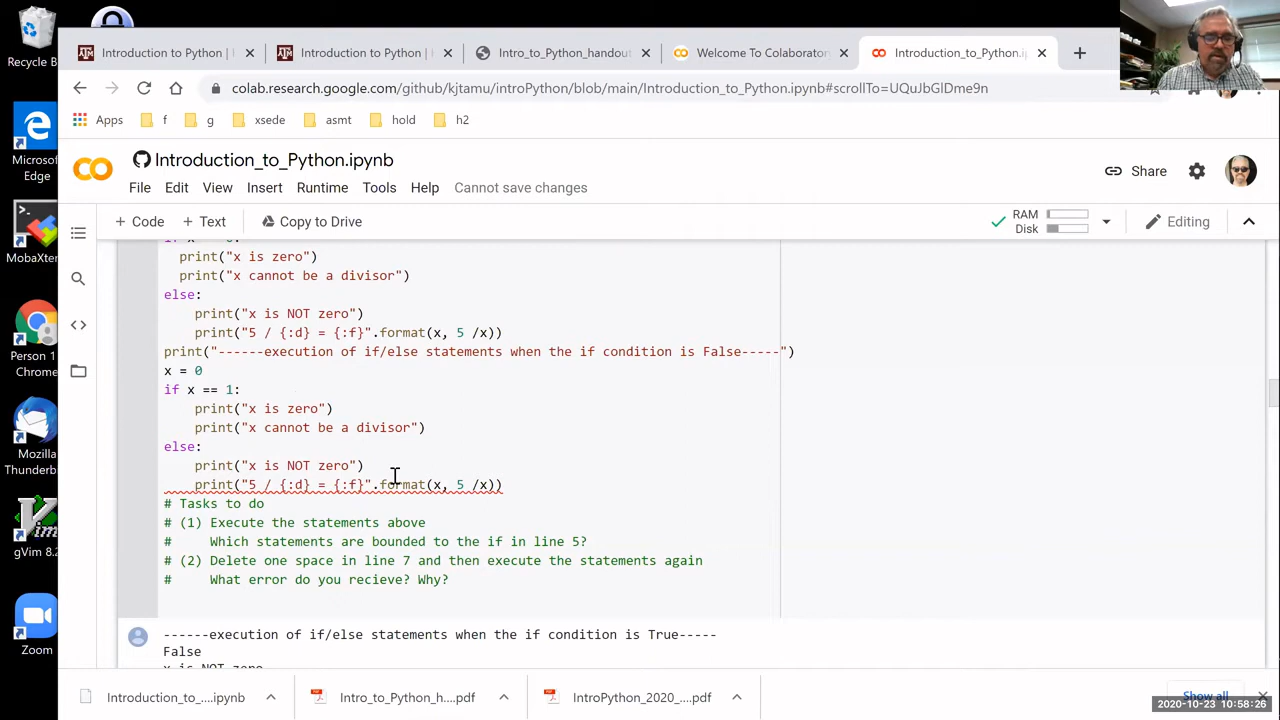 Recycle B
Introduction to Python |
Introduction to Python
Intro_to_Python_handout
Welcome To Colaborator
Introduction_to_Python.i
colab.research.google.com/github/kjtamu/introPython/blob/main/Introduction_to_Python.ipynb#scrollTo=UQuJbGlDme9n
Apps
f
g
xsede
asmt
hold
h2
Microsof
Edge
Introduction_to_Python.ipynb
File
Edit
View
Insert
Runtime
Tools
Help
Cannot save changes
Share
MobaXter
+ Code
+ Text
Copy to Drive
RAM
Disk
Editing
print("x is zero")
print("x cannot be a divisor")
else:
print("x is NOT zero")
print("5 / {:d} = {:f}".format(x, 5 /x))
print("------execution of if/else statements when the if condition is False-----")
x = 0
if x == 1:
print("x is zero")
print("x cannot be a divisor")
else:
print("x is NOT zero")
print("5 / {:d} = {:f}".format(x, 5 /x))
# Tasks to do
# (1) Execute the statements above
# Which statements are bounded to the if in line 5?
# (2) Delete one space in line 7 and then execute the statements again
# What error do you recieve? Why?
Person 1
Chrom
Mozilla
Thunderb
gVim 8.2
Zoom
------execution of if/else statements when the if condition is True-----
False
x is NOT zero
Introduction_to_....ipynb
Intro_to_Python_h....pdf
IntroPython_2020_....pdf
Show all
2020-10-23 10:58:26